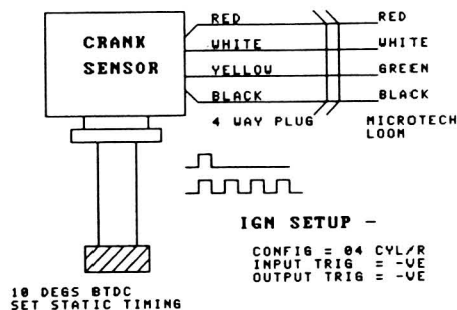 CRANK SENSOR
RED RED
WHITE WHITE
YELLOW GREEN
BLACK BLACK
4 WAY PLUG
MICROTECH LOOM
IGN SETUP -
CONFIG = 04 CYL/R
INPUT TRIG = -VE
OUTPUT TRIG = -VE
10 DEGS BTDC
SET STATIC TIMING